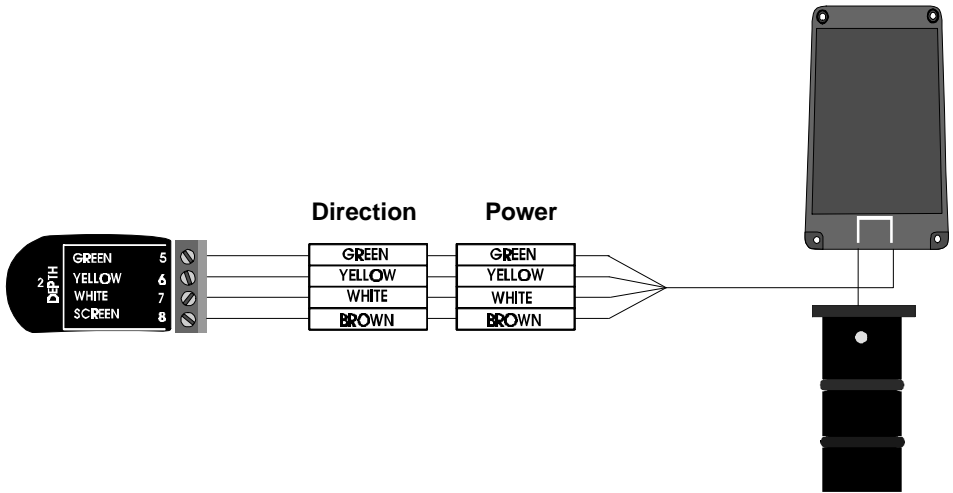 Direction Power
2 DEPTH
GREEN 5
YELLOW 6
WHITE 7
SCREEN 8
GREEN GREEN
YELLOW YELLOW
WHITE WHITE
BROWN BROWN